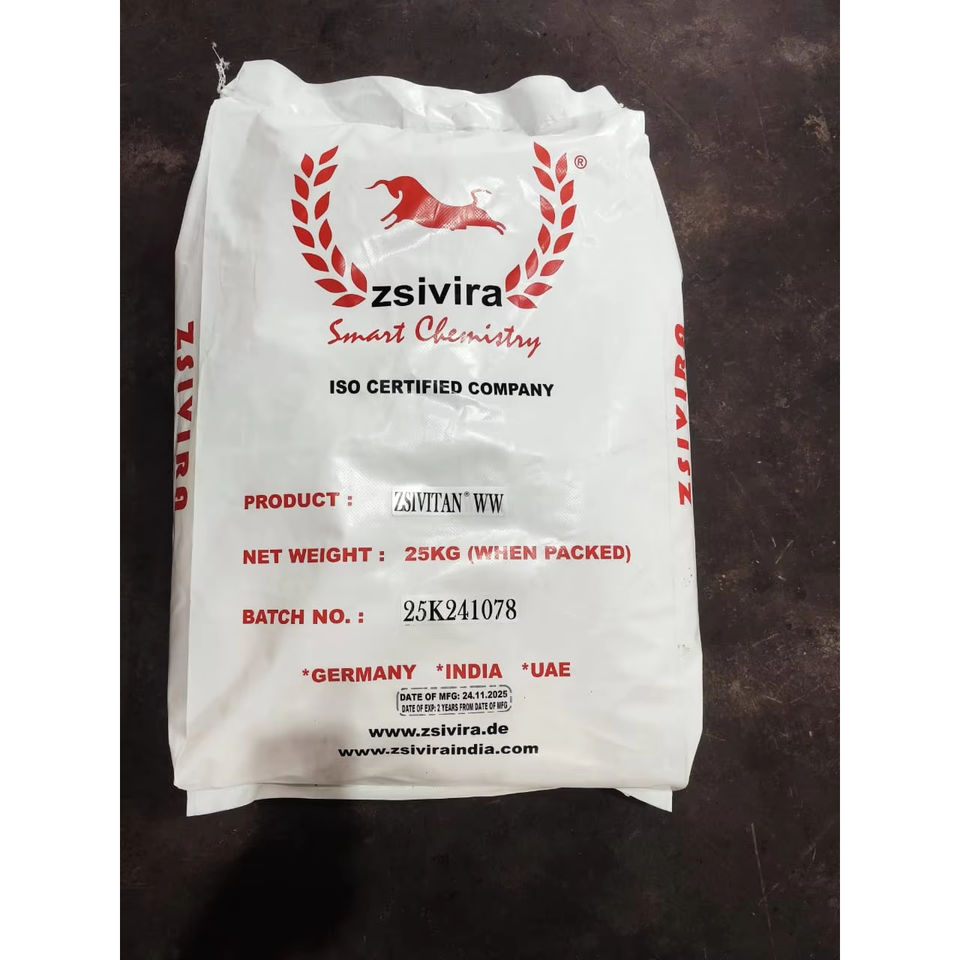 ®
zsivira
Smart Chemistry
ISO CERTIFIED COMPANY
ZSIVIRA
ZSIVIRA
PRODUCT : ZSIVITAN® WW
NET WEIGHT : 25KG (WHEN PACKED)
BATCH NO. : 25K241078
*GERMANY *INDIA *UAE
DATE OF MFG: 24.11.2025
DATE OF EXP: 2 YEARS FROM DATE OF MFG
www.zsivira.de
www.zsiviraindia.com